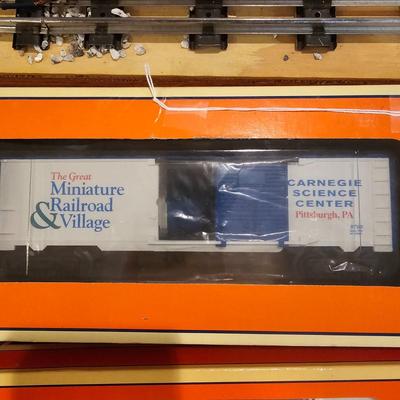 The Great
Miniature
Railroad
& Village
CARNEGIE
SCIENCE
CENTER
Pittsburgh, PA